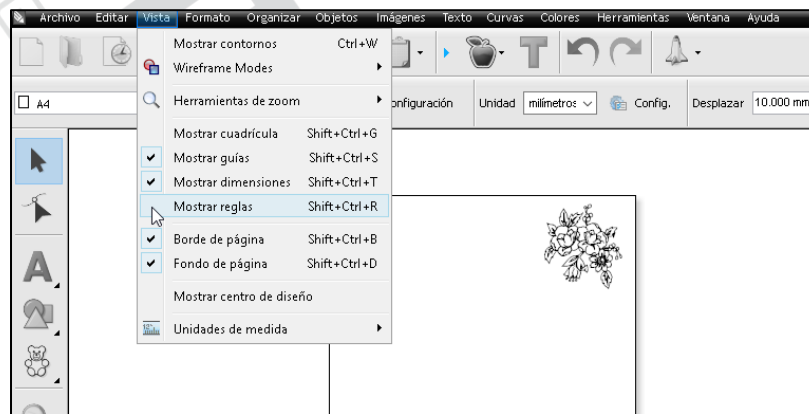 Archivo Editar Vista Formato Organizar Objetos Imágenes Texto Curvas Colores Herramientas Ventana Ayuda
Mostrar contornos Ctrl+W
Wireframe Modes
Herramientas de zoom
A4
onfiguración Unidad milímetros Config. Desplazar 10.000 mm
Mostrar cuadrícula Shift+Ctrl+G
Mostrar guías Shift+Ctrl+S
Mostrar dimensiones Shift+Ctrl+T
Mostrar reglas Shift+Ctrl+R
Borde de página Shift+Ctrl+B
Fondo de página Shift+Ctrl+D
Mostrar centro de diseño
Unidades de medida